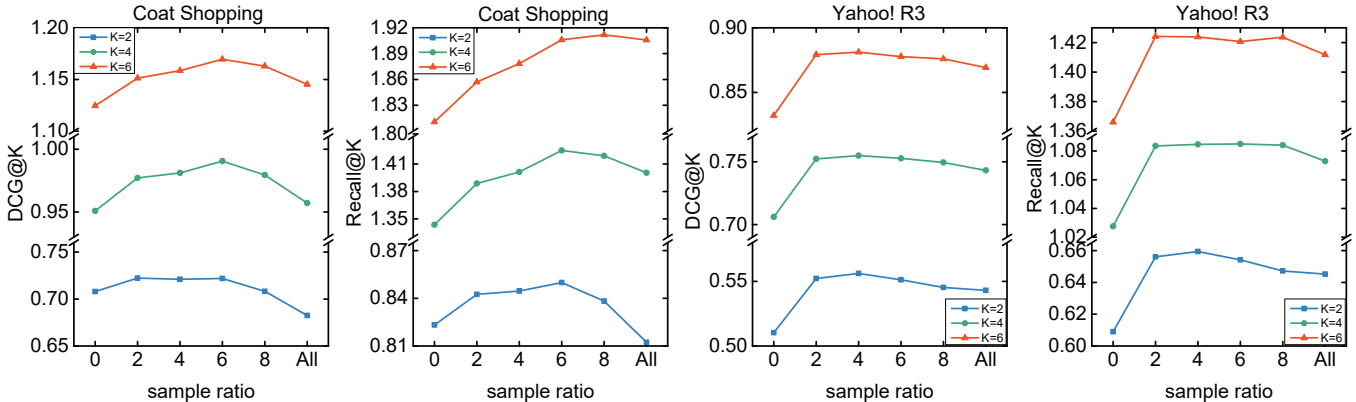 Coat Shopping
DCG@K
1.20
1.15
1.10
1.00
0.95
0.75
0.70
0.65
K=2
K=4
K=6
0 2 4 6 8 All
sample ratio
Coat Shopping
Recall@K
1.92
1.89
1.86
1.83
1.80
1.41
1.38
1.35
0.87
0.84
0.81
K=2
K=4
K=6
0 2 4 6 8 All
sample ratio
Yahoo! R3
DCG@K
0.90
0.85
0.75
0.70
0.55
0.50
K=2
K=4
K=6
0 2 4 6 8 All
sample ratio
Yahoo! R3
Recall@K
1.42
1.40
1.38
1.36
1.08
1.06
1.04
1.02
0.66
0.64
0.62
0.60
K=2
K=4
K=6
0 2 4 6 8 All
sample ratio